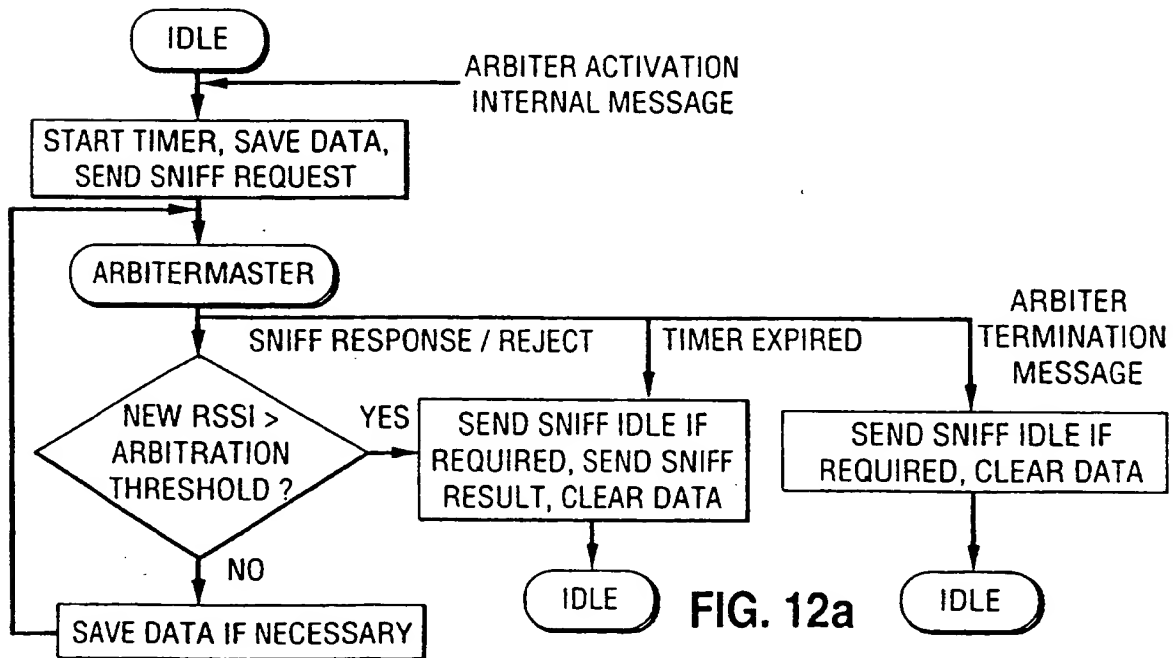 IDLE
ARBITER ACTIVATION
INTERNAL MESSAGE
START TIMER, SAVE DATA,
SEND SNIFF REQUEST
ARBITERMASTER
SNIFF RESPONSE / REJECT
TIMER EXPIRED
ARBITER
TERMINATION
MESSAGE
NEW RSSI >
ARBITRATION
THRESHOLD ?
YES
SEND SNIFF IDLE IF
REQUIRED, SEND SNIFF
RESULT, CLEAR DATA
SEND SNIFF IDLE IF
REQUIRED, CLEAR DATA
NO
SAVE DATA IF NECESSARY
IDLE
FIG. 12a
IDLE